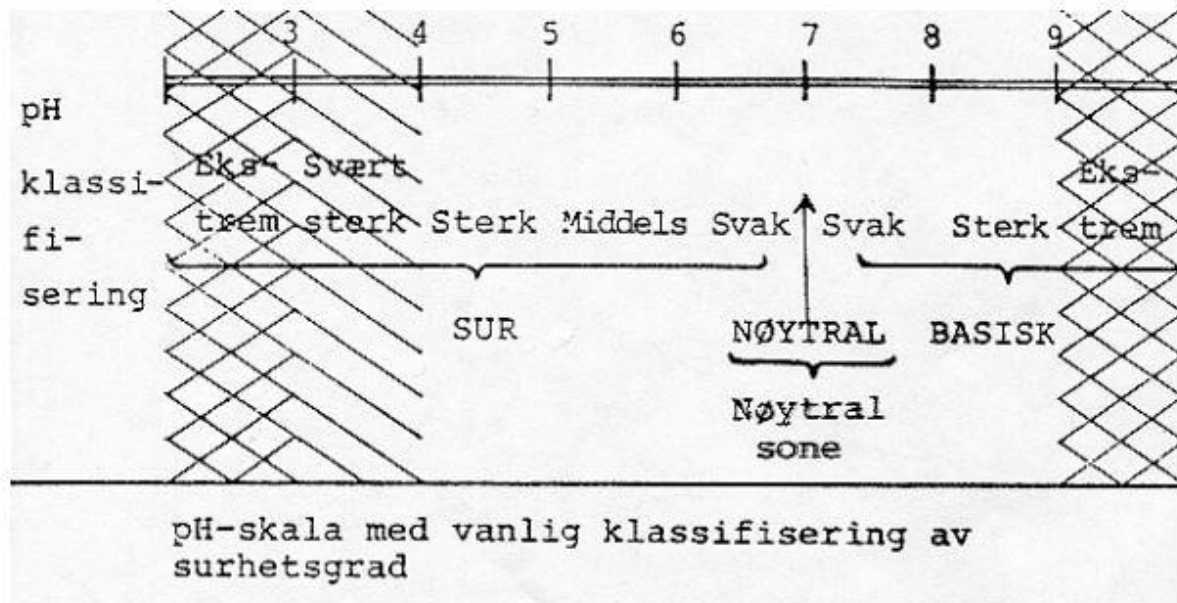 3 4 5 6 7 8 9
pH
klassi-
fi-
sering
Eks- Svært Eks-
trem sterk Sterk Middels Svak Svak Sterk trem
SUR NØYTRAL BASISK
Nøytral
sone
pH-skala med vanlig klassifisering av
surhetsgrad